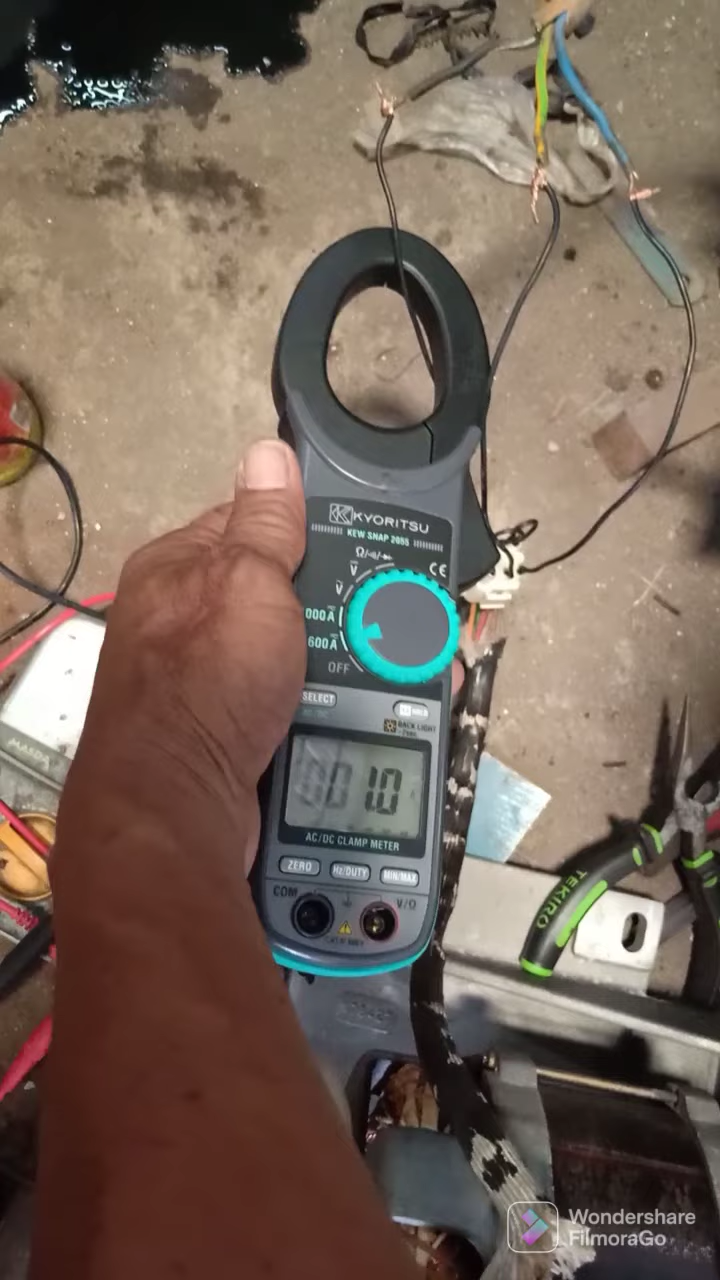 KYORITSU
KEW SNAP 2055
CE
Ω/
Ṽ
000A
600A
OFF
SELECT
BACK LIGHT
1.0
AC/DC CLAMP METER
ZERO
Hz/DUTY
MIN/MAX
COM
V/Ω
TEKIRO
Wondershare
FilmoraGo